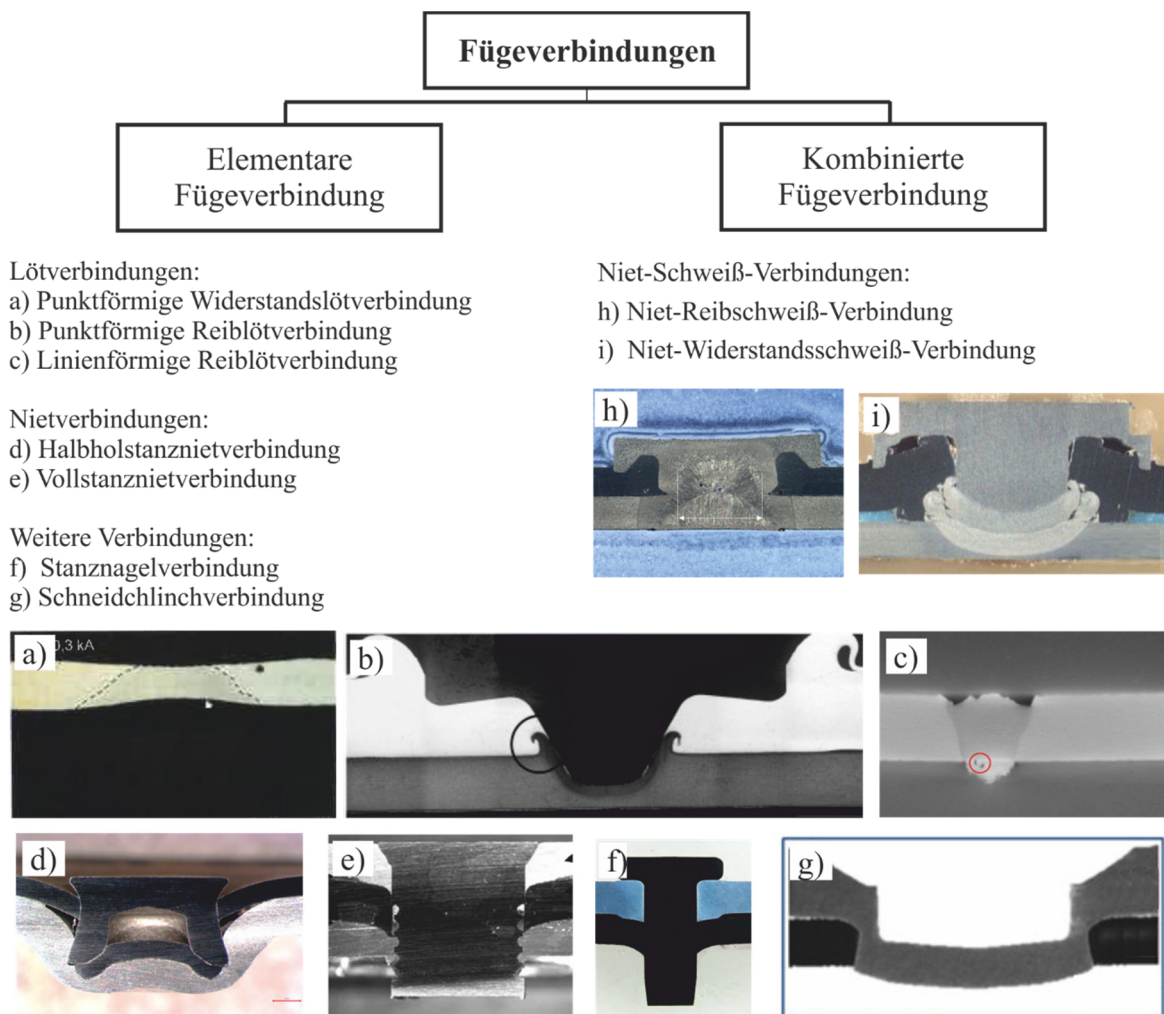 Fügeverbindungen
Elementare
Fügeverbindung
Kombinierte
Fügeverbindung
Lötverbindungen:
a) Punktförmige Widerstandslötverbindung
b) Punktförmige Reiblötverbindung
c) Linienförmige Reiblötverbindung
Nietverbindungen:
d) Halbholstanznietverbindung
e) Vollstanznietverbindung
Weitere Verbindungen:
f) Stanznagelverbindung
g) Schneidchlinchverbindung
Niet-Schweiß-Verbindungen:
h) Niet-Reibschweiß-Verbindung
i) Niet-Widerstandsschweiß-Verbindung
h)
i)
a)
,3 kA
b)
c)
d)
e)
f)
g)